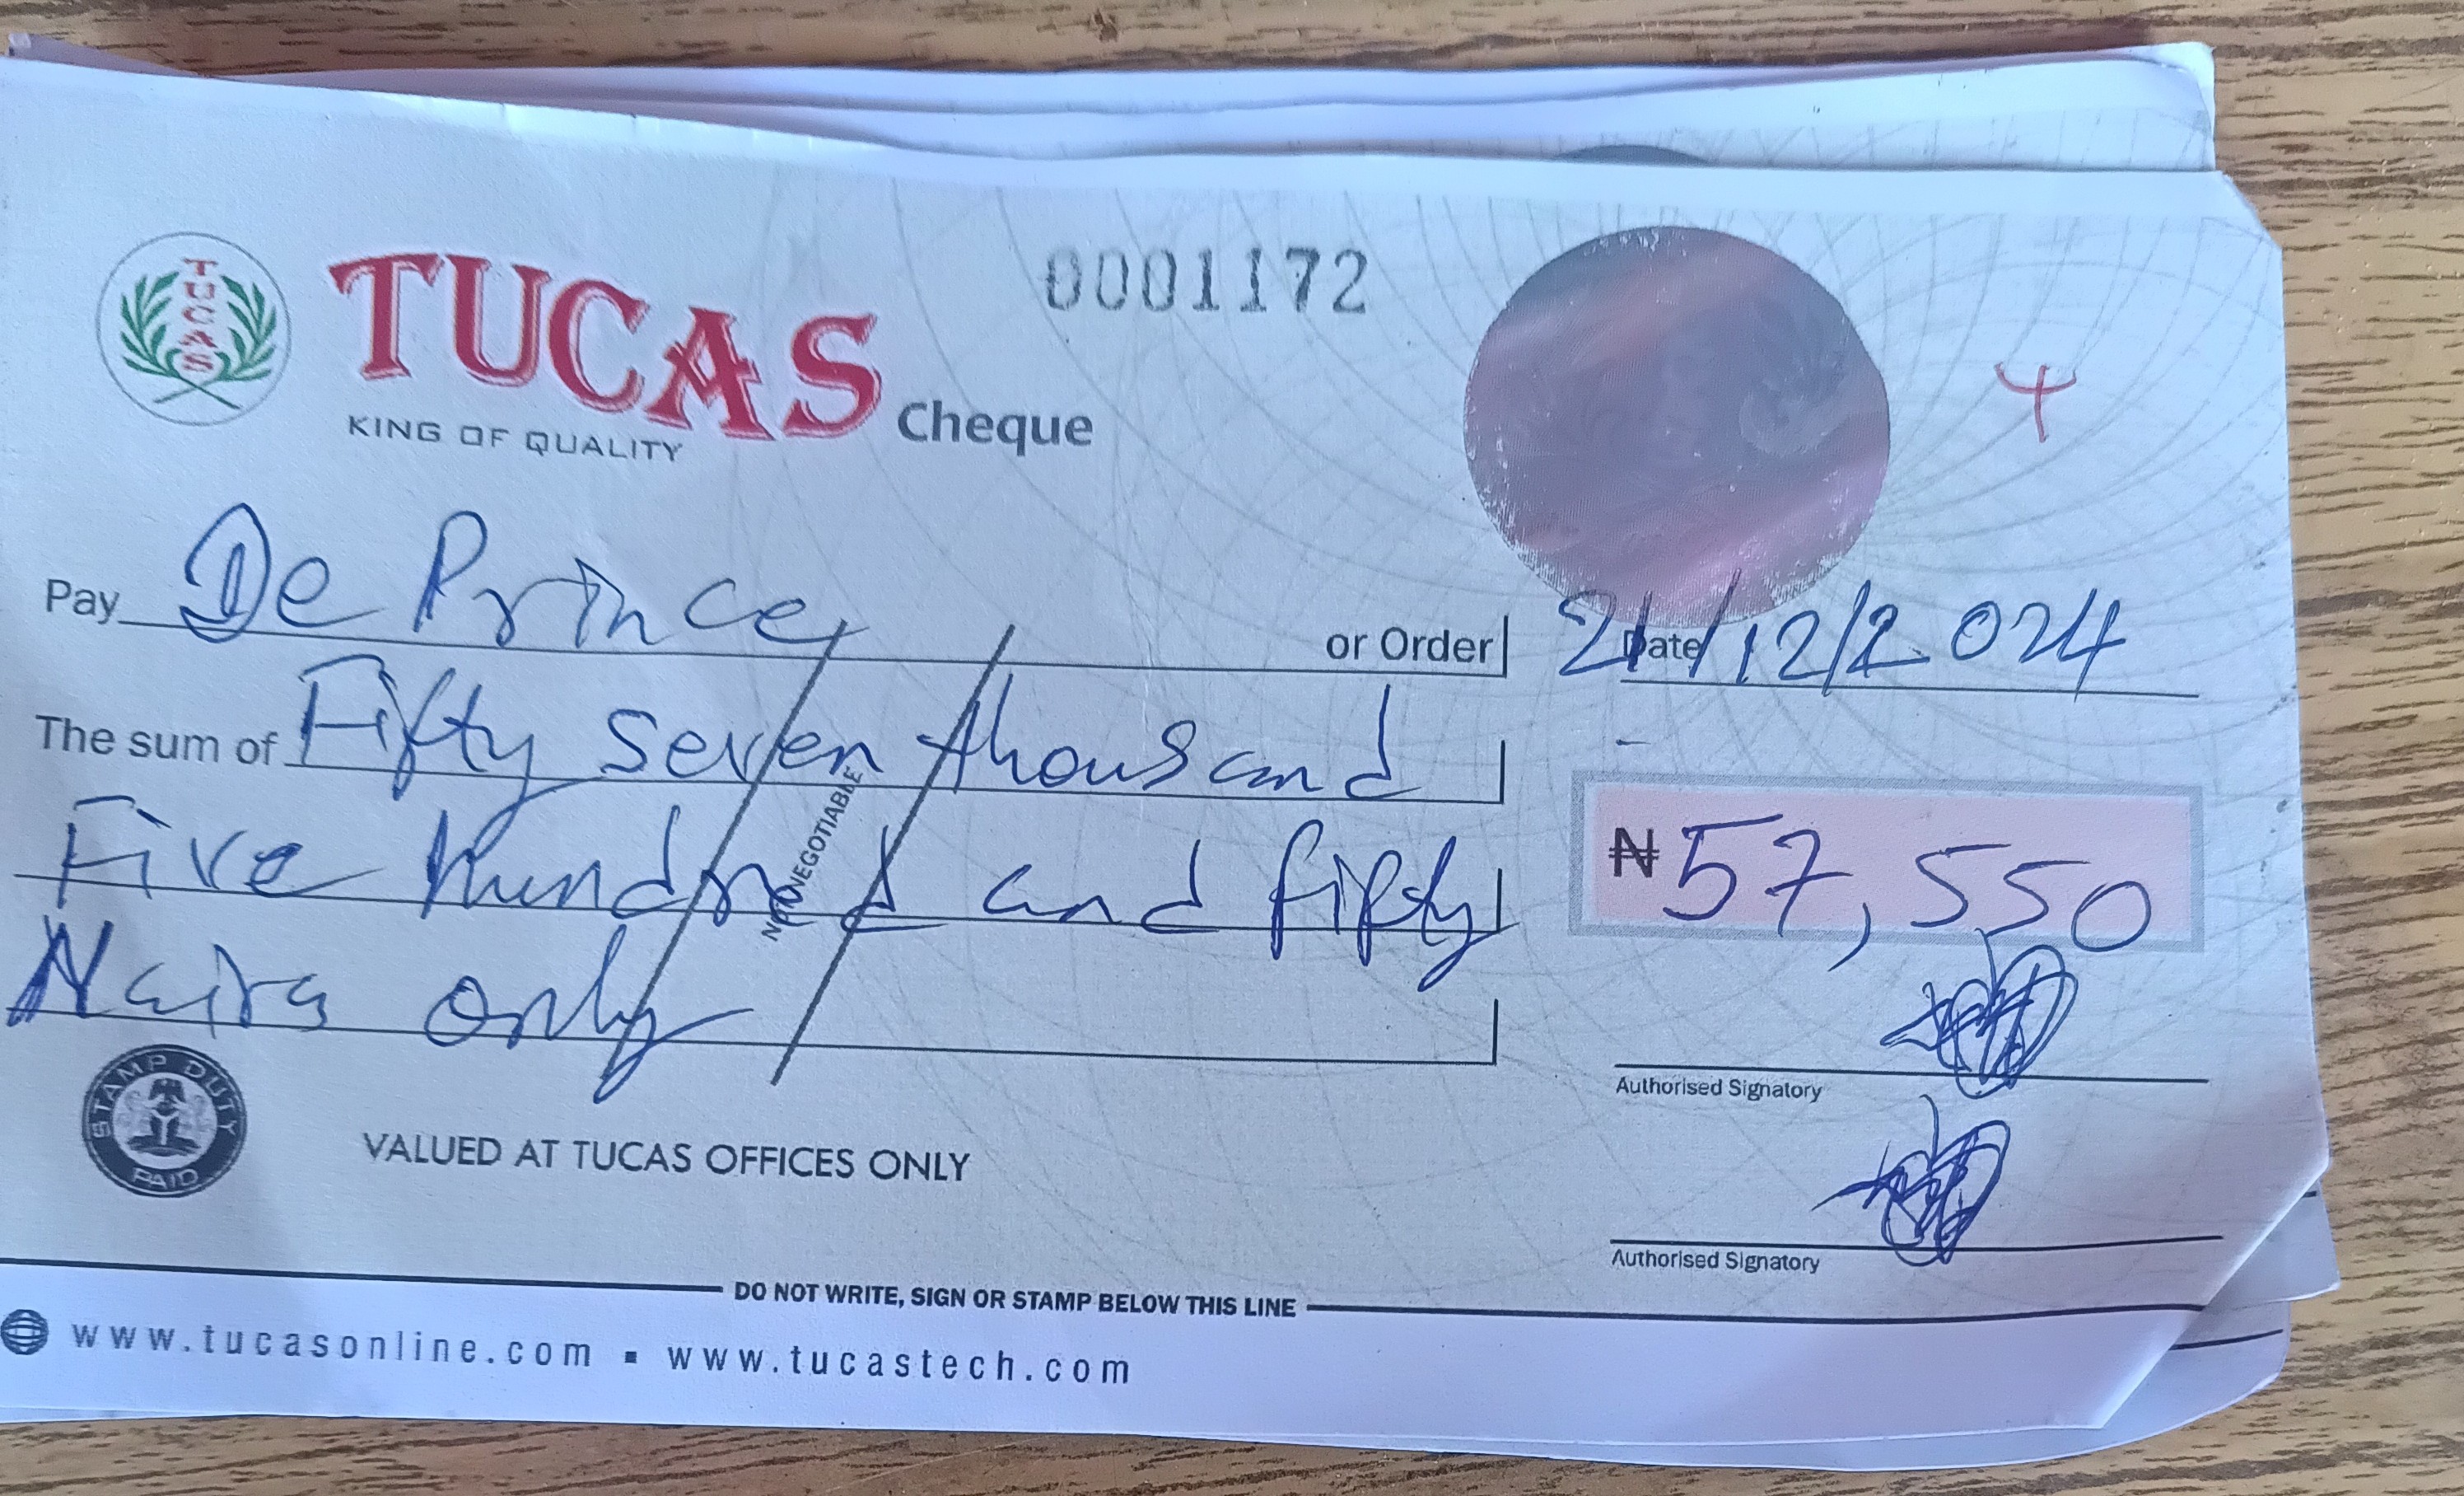 TUCAS
TUCAS
KING OF QUALITY
Cheque
0001172
4
Pay De Prince or Order
Date 21/12/2024
The sum of Fifty seven thousand
Five hundred and fifty
Naira only
NOT NEGOTIABLE
₦ 57,550
Authorised Signatory
Authorised Signatory
STAMP DUTY
PAID
VALUED AT TUCAS OFFICES ONLY
DO NOT WRITE, SIGN OR STAMP BELOW THIS LINE
www.tucasonline.com ▪ www.tucastech.com